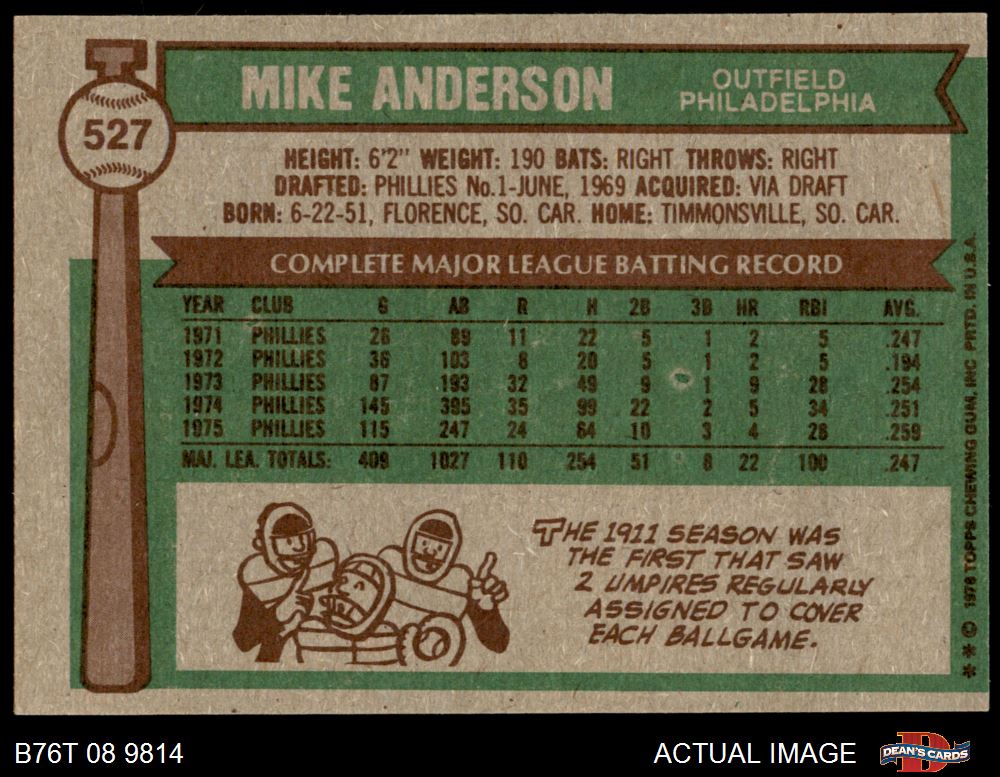 527
MIKE ANDERSON
OUTFIELD
PHILADELPHIA
HEIGHT: 6'2" WEIGHT: 190 BATS: RIGHT THROWS: RIGHT
DRAFTED: PHILLIES No.1-JUNE, 1969 ACQUIRED: VIA DRAFT
BORN: 6-22-51, FLORENCE, SO. CAR. HOME: TIMMONSVILLE, SO. CAR.
COMPLETE MAJOR LEAGUE BATTING RECORD
YEAR CLUB G AB R H 2B 3B HR RBI AVG.
1971 PHILLIES 26 89 11 22 5 1 2 5 .247
1972 PHILLIES 36 103 8 20 5 1 2 5 .194
1973 PHILLIES 87 193 32 49 9 1 9 28 .254
1974 PHILLIES 145 395 35 99 22 2 5 34 .251
1975 PHILLIES 115 247 24 64 10 3 4 28 .259
MAJ. LEA. TOTALS: 409 1027 110 254 51 8 22 100 .247
THE 1911 SEASON WAS
THE FIRST THAT SAW
2 UMPIRES REGULARLY
ASSIGNED TO COVER
EACH BALLGAME.
* * © 1976 TOPPS CHEWING GUM, INC PRTD. IN U.S.A.
B76T 08 9814
ACTUAL IMAGE
D
DEAN'S CARDS